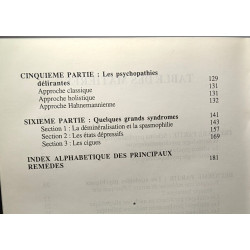 CINQUIEME PARTIE : Les psychopathies
délirantes 129
Approche classique 131
Approche holistique 131
Approche Hahnemannienne 132
SIXIEME PARTIE : Quelques grands syndromes 141
Section 1 : La déminéralisation et la spasmophilie 143
Section 2 : Les états dépressifs 157
Section 3 : Les cigues 169
INDEX ALPHABETIQUE DES PRINCIPAUX
REMEDES 181